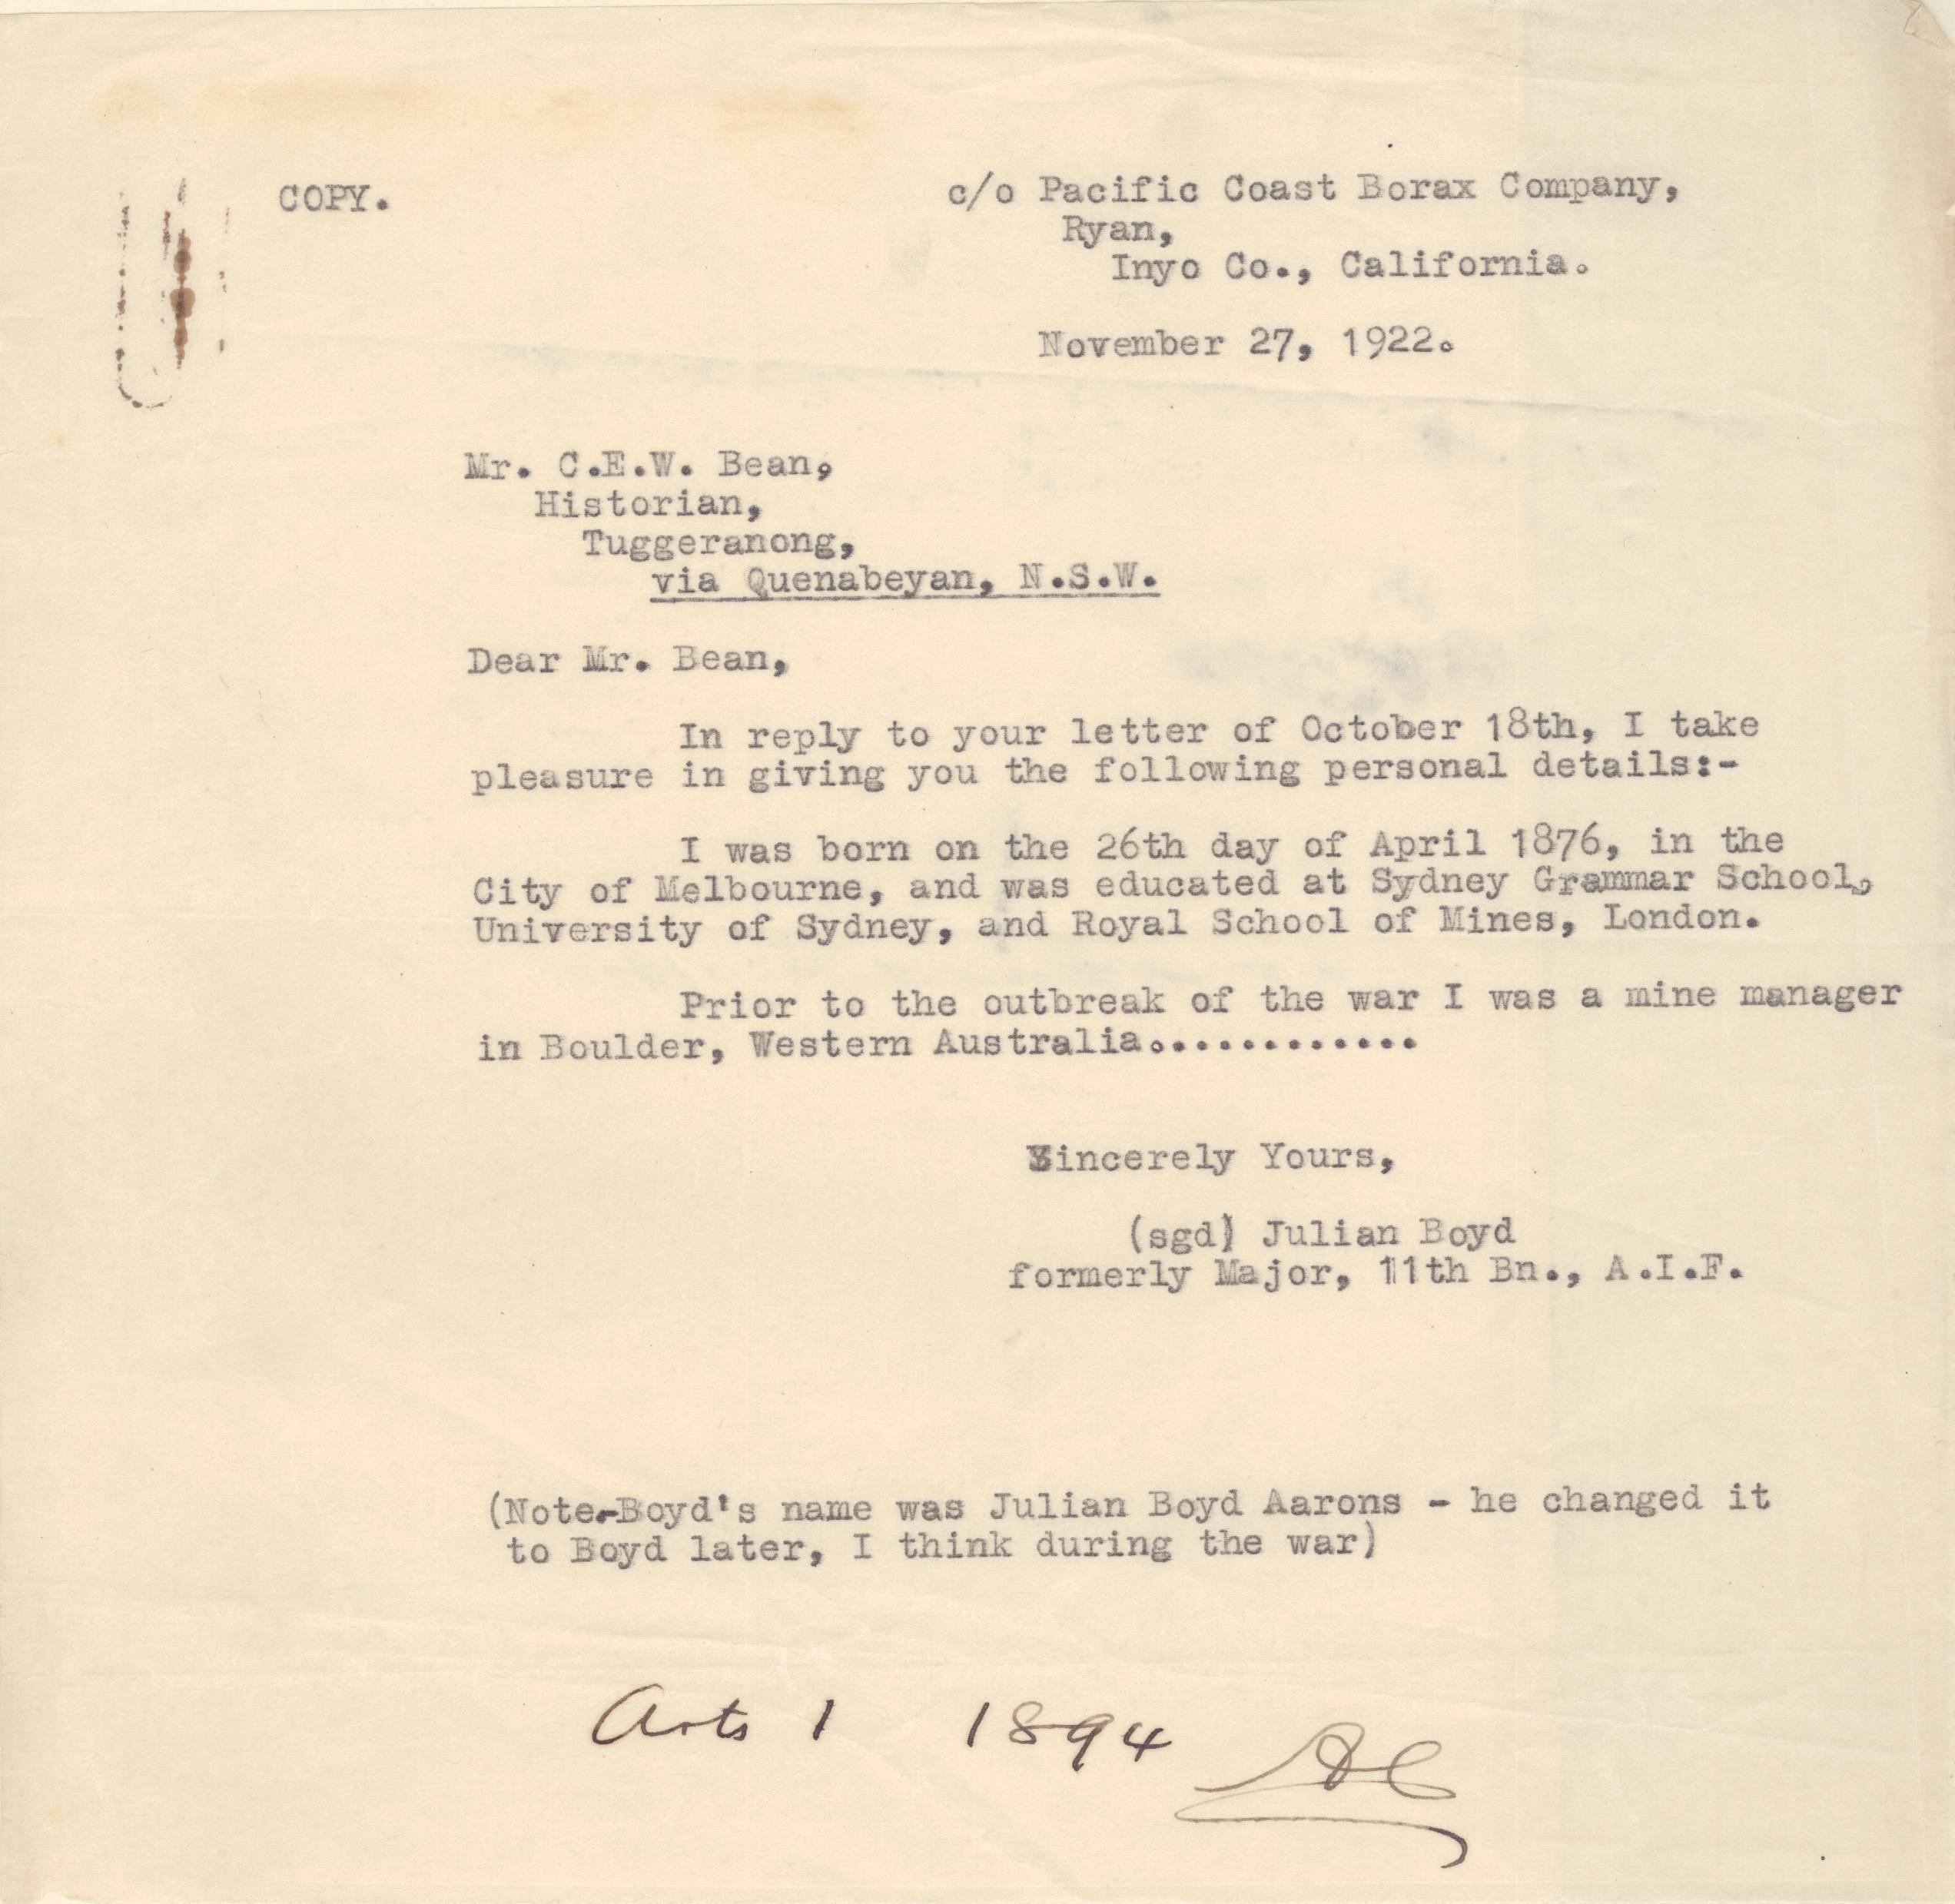 COPY.
c/o Pacific Coast Borax Company,
Ryan,
Inyo Co., California.
November 27, 1922.
Mr. C.E.W. Bean,
Historian,
Tuggeranong,
via Quenabeyan, N.S.W.
Dear Mr. Bean,
In reply to your letter of October 18th, I take
pleasure in giving you the following personal details:-
I was born on the 26th day of April 1876, in the
City of Melbourne, and was educated at Sydney Grammar School,
University of Sydney, and Royal School of Mines, London.
Prior to the outbreak of the war I was a mine manager
in Boulder, Western Australia.............
Sincerely Yours,
(sgd) Julian Boyd
formerly Major, 11th Bn., A.I.F.
(Note.-Boyd's name was Julian Boyd Aarons - he changed it
to Boyd later, I think during the war)
Arts 1 1894